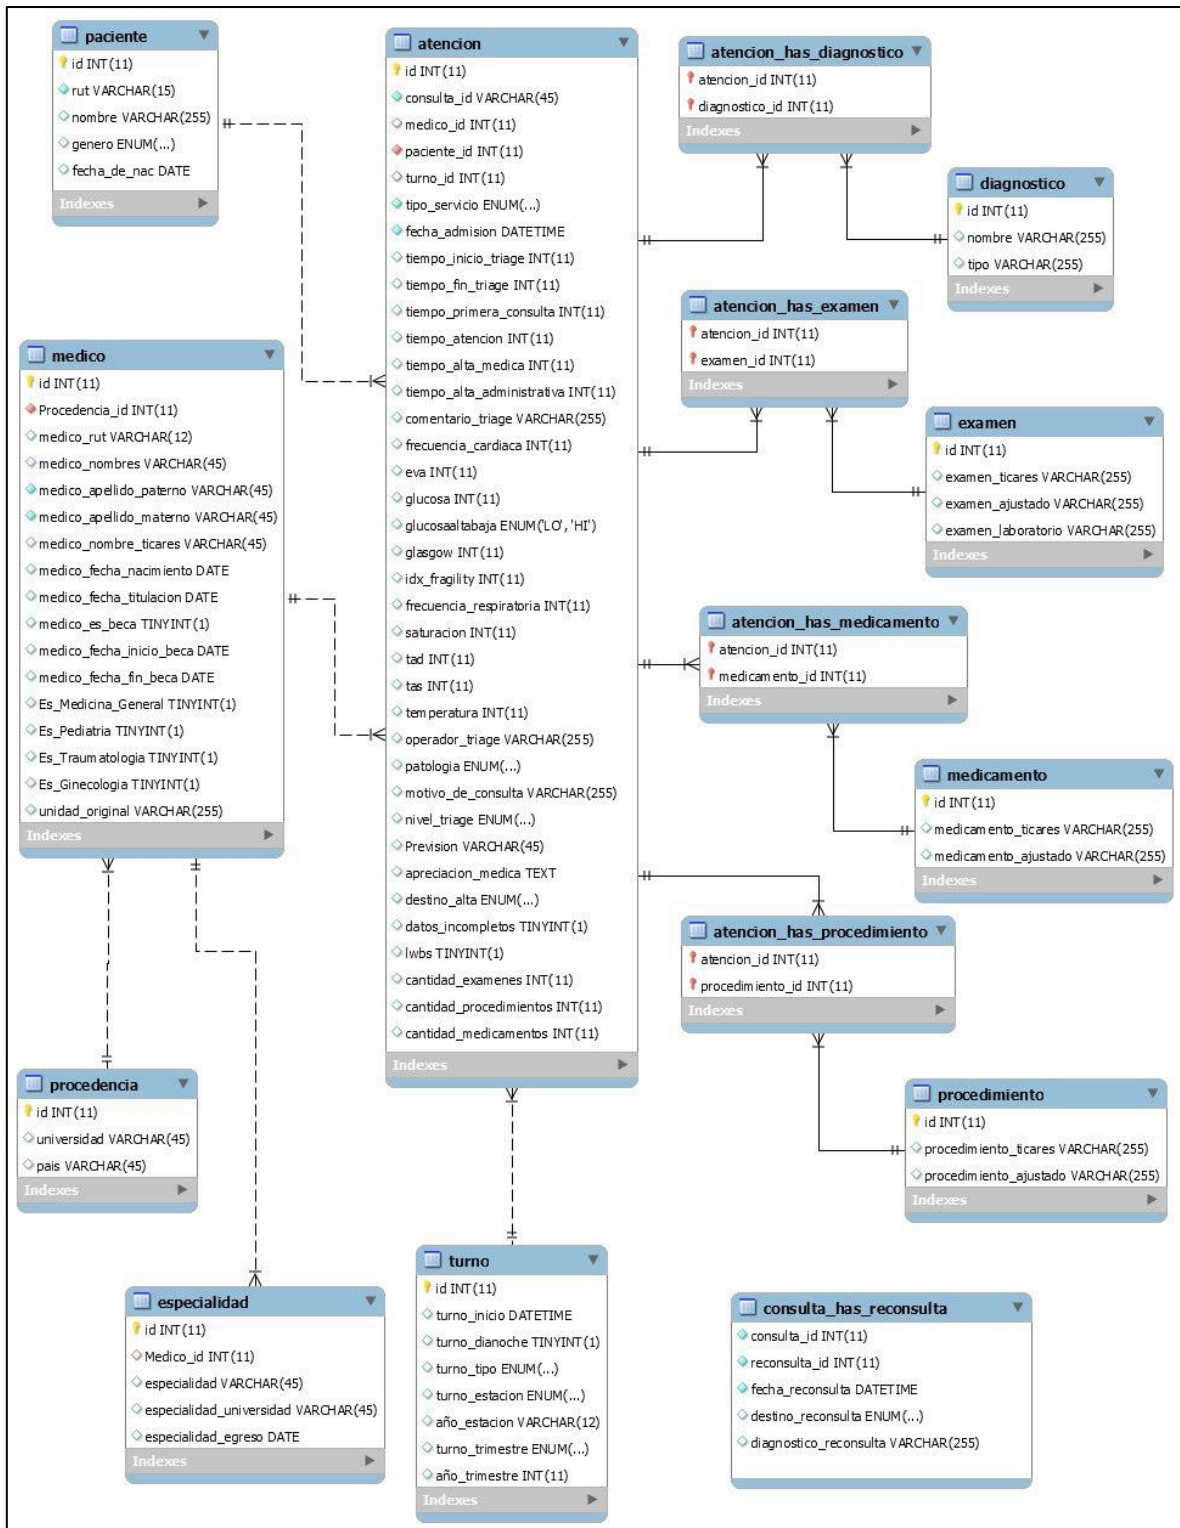 paciente
id INT(11)
rut VARCHAR(15)
nombre VARCHAR(255)
genero ENUM(...)
fecha_de_nac DATE
Indexes
medico
id INT(11)
Procedencia_id INT(11)
medico_rut VARCHAR(12)
medico_nombres VARCHAR(45)
medico_apellido_paterno VARCHAR(45)
medico_apellido_materno VARCHAR(45)
medico_nombre_ticares VARCHAR(45)
medico_fecha_nacimiento DATE
medico_fecha_titulacion DATE
medico_es_beca TINYINT(1)
medico_fecha_inicio_beca DATE
medico_fecha_fin_beca DATE
Es_Medicina_General TINYINT(1)
Es_Pediatria TINYINT(1)
Es_Traumatologia TINYINT(1)
Es_Ginecologia TINYINT(1)
unidad_original VARCHAR(255)
Indexes
procedencia
id INT(11)
universidad VARCHAR(45)
pais VARCHAR(45)
Indexes
especialidad
id INT(11)
Medico_id INT(11)
especialidad VARCHAR(45)
especialidad_universidad VARCHAR(45)
especialidad_egreso DATE
Indexes
atencion
id INT(11)
consulta_id VARCHAR(45)
medico_id INT(11)
paciente_id INT(11)
turno_id INT(11)
tipo_servicio ENUM(...)
fecha_admision DATETIME
tiempo_inicio_triage INT(11)
tiempo_fin_triage INT(11)
tiempo_primera_consulta INT(11)
tiempo_atencion INT(11)
tiempo_alta_medica INT(11)
tiempo_alta_administrativa INT(11)
comentario_triage VARCHAR(255)
frecuencia_cardiaca INT(11)
eva INT(11)
glucosa INT(11)
glucosaaltabaja ENUM('LO', 'HI')
glasgow INT(11)
idx_fragility INT(11)
frecuencia_respiratoria INT(11)
saturacion INT(11)
tad INT(11)
tas INT(11)
temperatura INT(11)
operador_triage VARCHAR(255)
patologia ENUM(...)
motivo_de_consulta VARCHAR(255)
nivel_triage ENUM(...)
Prevision VARCHAR(45)
apreciacion_medica TEXT
destino_alta ENUM(...)
datos_incompletos TINYINT(1)
lwbs TINYINT(1)
cantidad_examenes INT(11)
cantidad_procedimientos INT(11)
cantidad_medicamentos INT(11)
Indexes
turno
id INT(11)
turno_inicio DATETIME
turno_dianoche TINYINT(1)
turno_tipo ENUM(...)
turno_estacion ENUM(...)
año_estacion VARCHAR(12)
turno_trimestre ENUM(...)
año_trimestre INT(11)
Indexes
atencion_has_diagnostico
atencion_id INT(11)
diagnostico_id INT(11)
Indexes
diagnostico
id INT(11)
nombre VARCHAR(255)
tipo VARCHAR(255)
Indexes
atencion_has_examen
atencion_id INT(11)
examen_id INT(11)
Indexes
examen
id INT(11)
examen_ticares VARCHAR(255)
examen_ajustado VARCHAR(255)
examen_laboratorio VARCHAR(255)
Indexes
atencion_has_medicamento
atencion_id INT(11)
medicamento_id INT(11)
Indexes
medicamento
id INT(11)
medicamento_ticares VARCHAR(255)
medicamento_ajustado VARCHAR(255)
Indexes
atencion_has_procedimiento
atencion_id INT(11)
procedimiento_id INT(11)
Indexes
procedimiento
id INT(11)
procedimiento_ticares VARCHAR(255)
procedimiento_ajustado VARCHAR(255)
Indexes
consulta_has_reconsulta
consulta_id INT(11)
reconsulta_id INT(11)
fecha_reconsulta DATETIME
destino_reconsulta ENUM(...)
diagnostico_reconsulta VARCHAR(255)